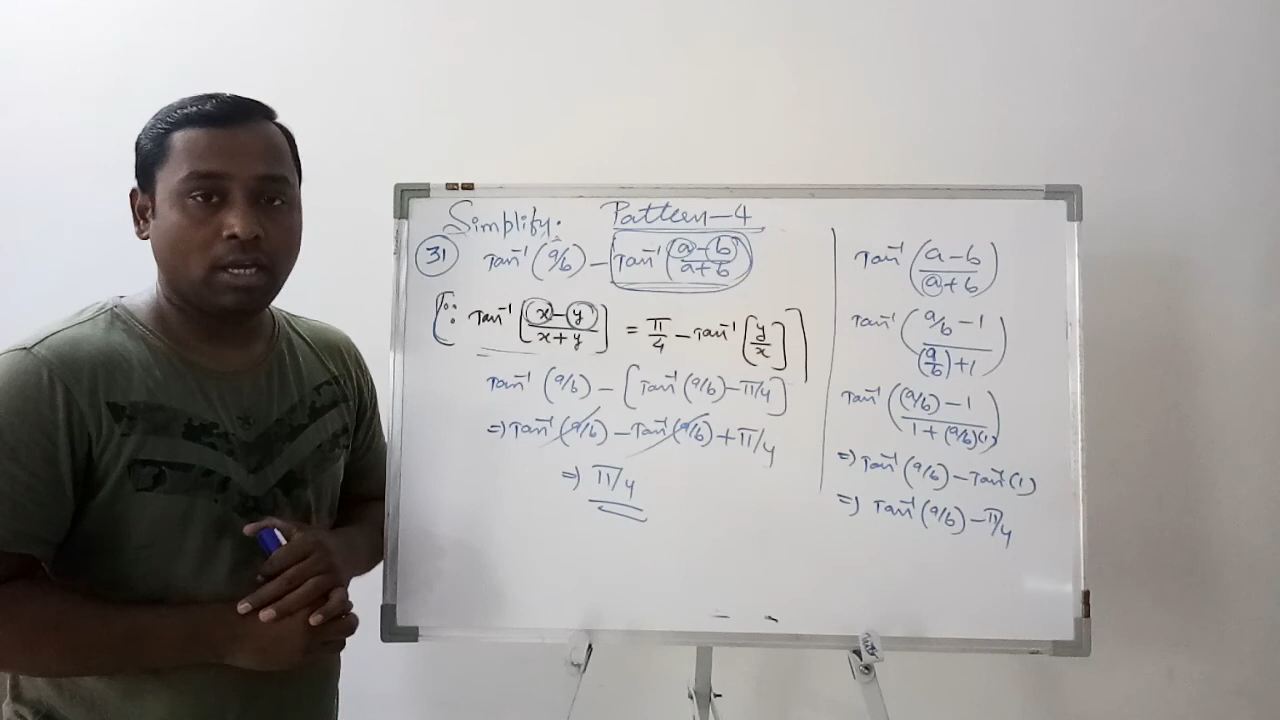 Simplify: Pattern-4
31 Tan⁻¹(a/b) - Tan⁻¹((a-b)/(a+b))
[∵ Tan⁻¹[(x-y)/(x+y)] = π/4 - Tan⁻¹[y/x]]
Tan⁻¹(a/b) - [Tan⁻¹(a/b) - π/4]
⇒ Tan⁻¹(a/b) - Tan⁻¹(a/b) + π/4
⇒ π/4
Tan⁻¹((a-b)/(a+b))
Tan⁻¹((a/b - 1)/((a/b) + 1))
Tan⁻¹(((a/b) - 1)/(1 + (a/b)(1)))
⇒ Tan⁻¹(a/b) - Tan⁻¹(1)
⇒ Tan⁻¹(a/b) - π/4